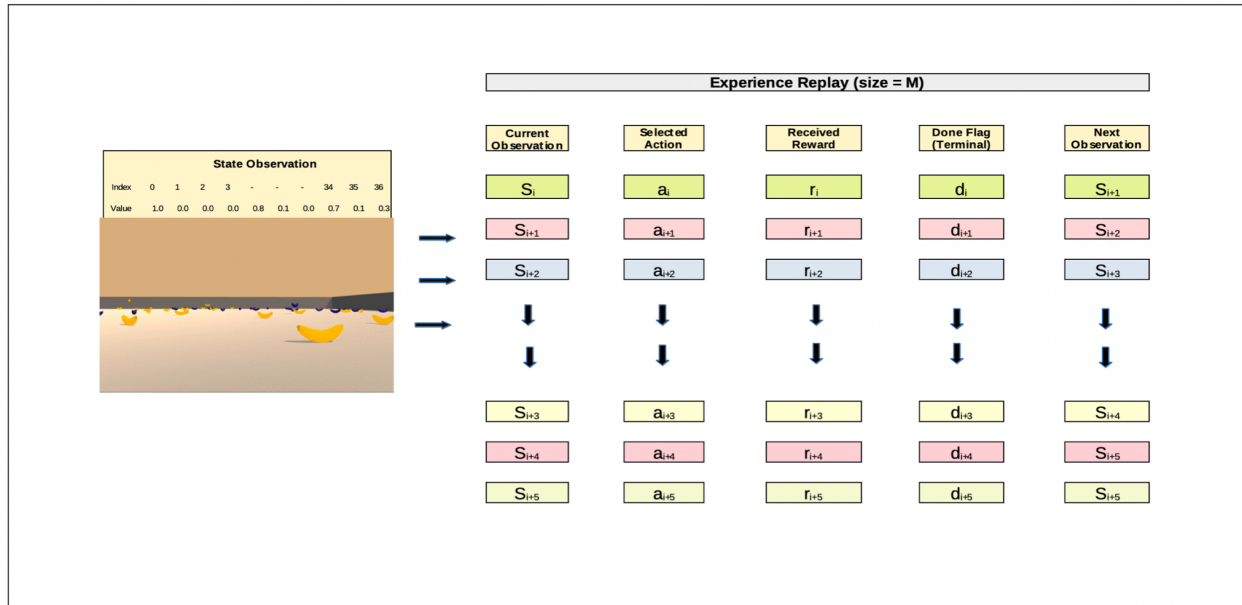 Experience Replay (size = M)
Current Observation
Selected Action
Received Reward
Done Flag (Terminal)
Next Observation
State Observation
Index 0 1 2 3 - - - 34 35 36
Value 1.0 0.0 0.0 0.0 0.8 0.1 0.0 0.7 0.1 0.3
Si ai ri di Si+1
Si+1 ai+1 ri+1 di+1 Si+2
Si+2 ai+2 ri+2 di+2 Si+3
Si+3 ai+3 ri+3 di+3 Si+4
Si+4 ai+4 ri+4 di+4 Si+5
Si+5 ai+5 ri+5 di+5 Si+5